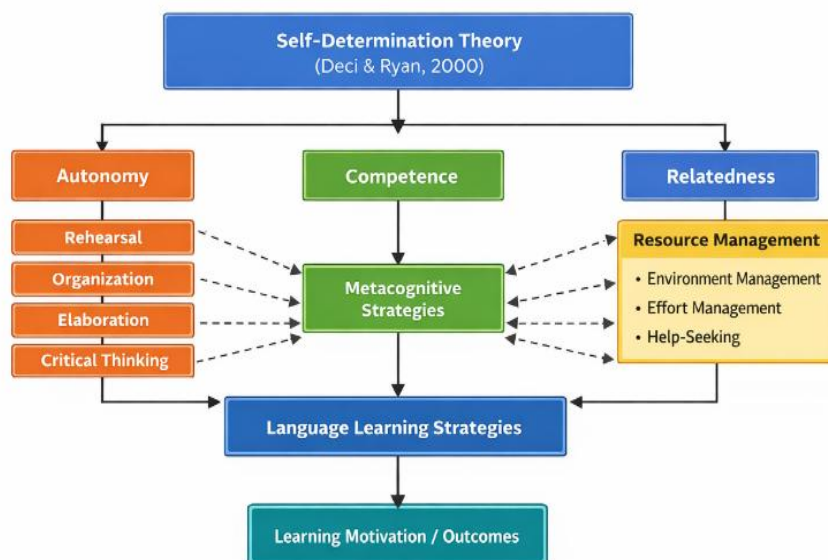 Self-Determination Theory
(Deci & Ryan, 2000)
Autonomy
Competence
Relatedness
Rehearsal
Organization
Elaboration
Critical Thinking
Metacognitive
Strategies
Resource Management
• Environment Management
• Effort Management
• Help-Seeking
Language Learning Strategies
Learning Motivation / Outcomes